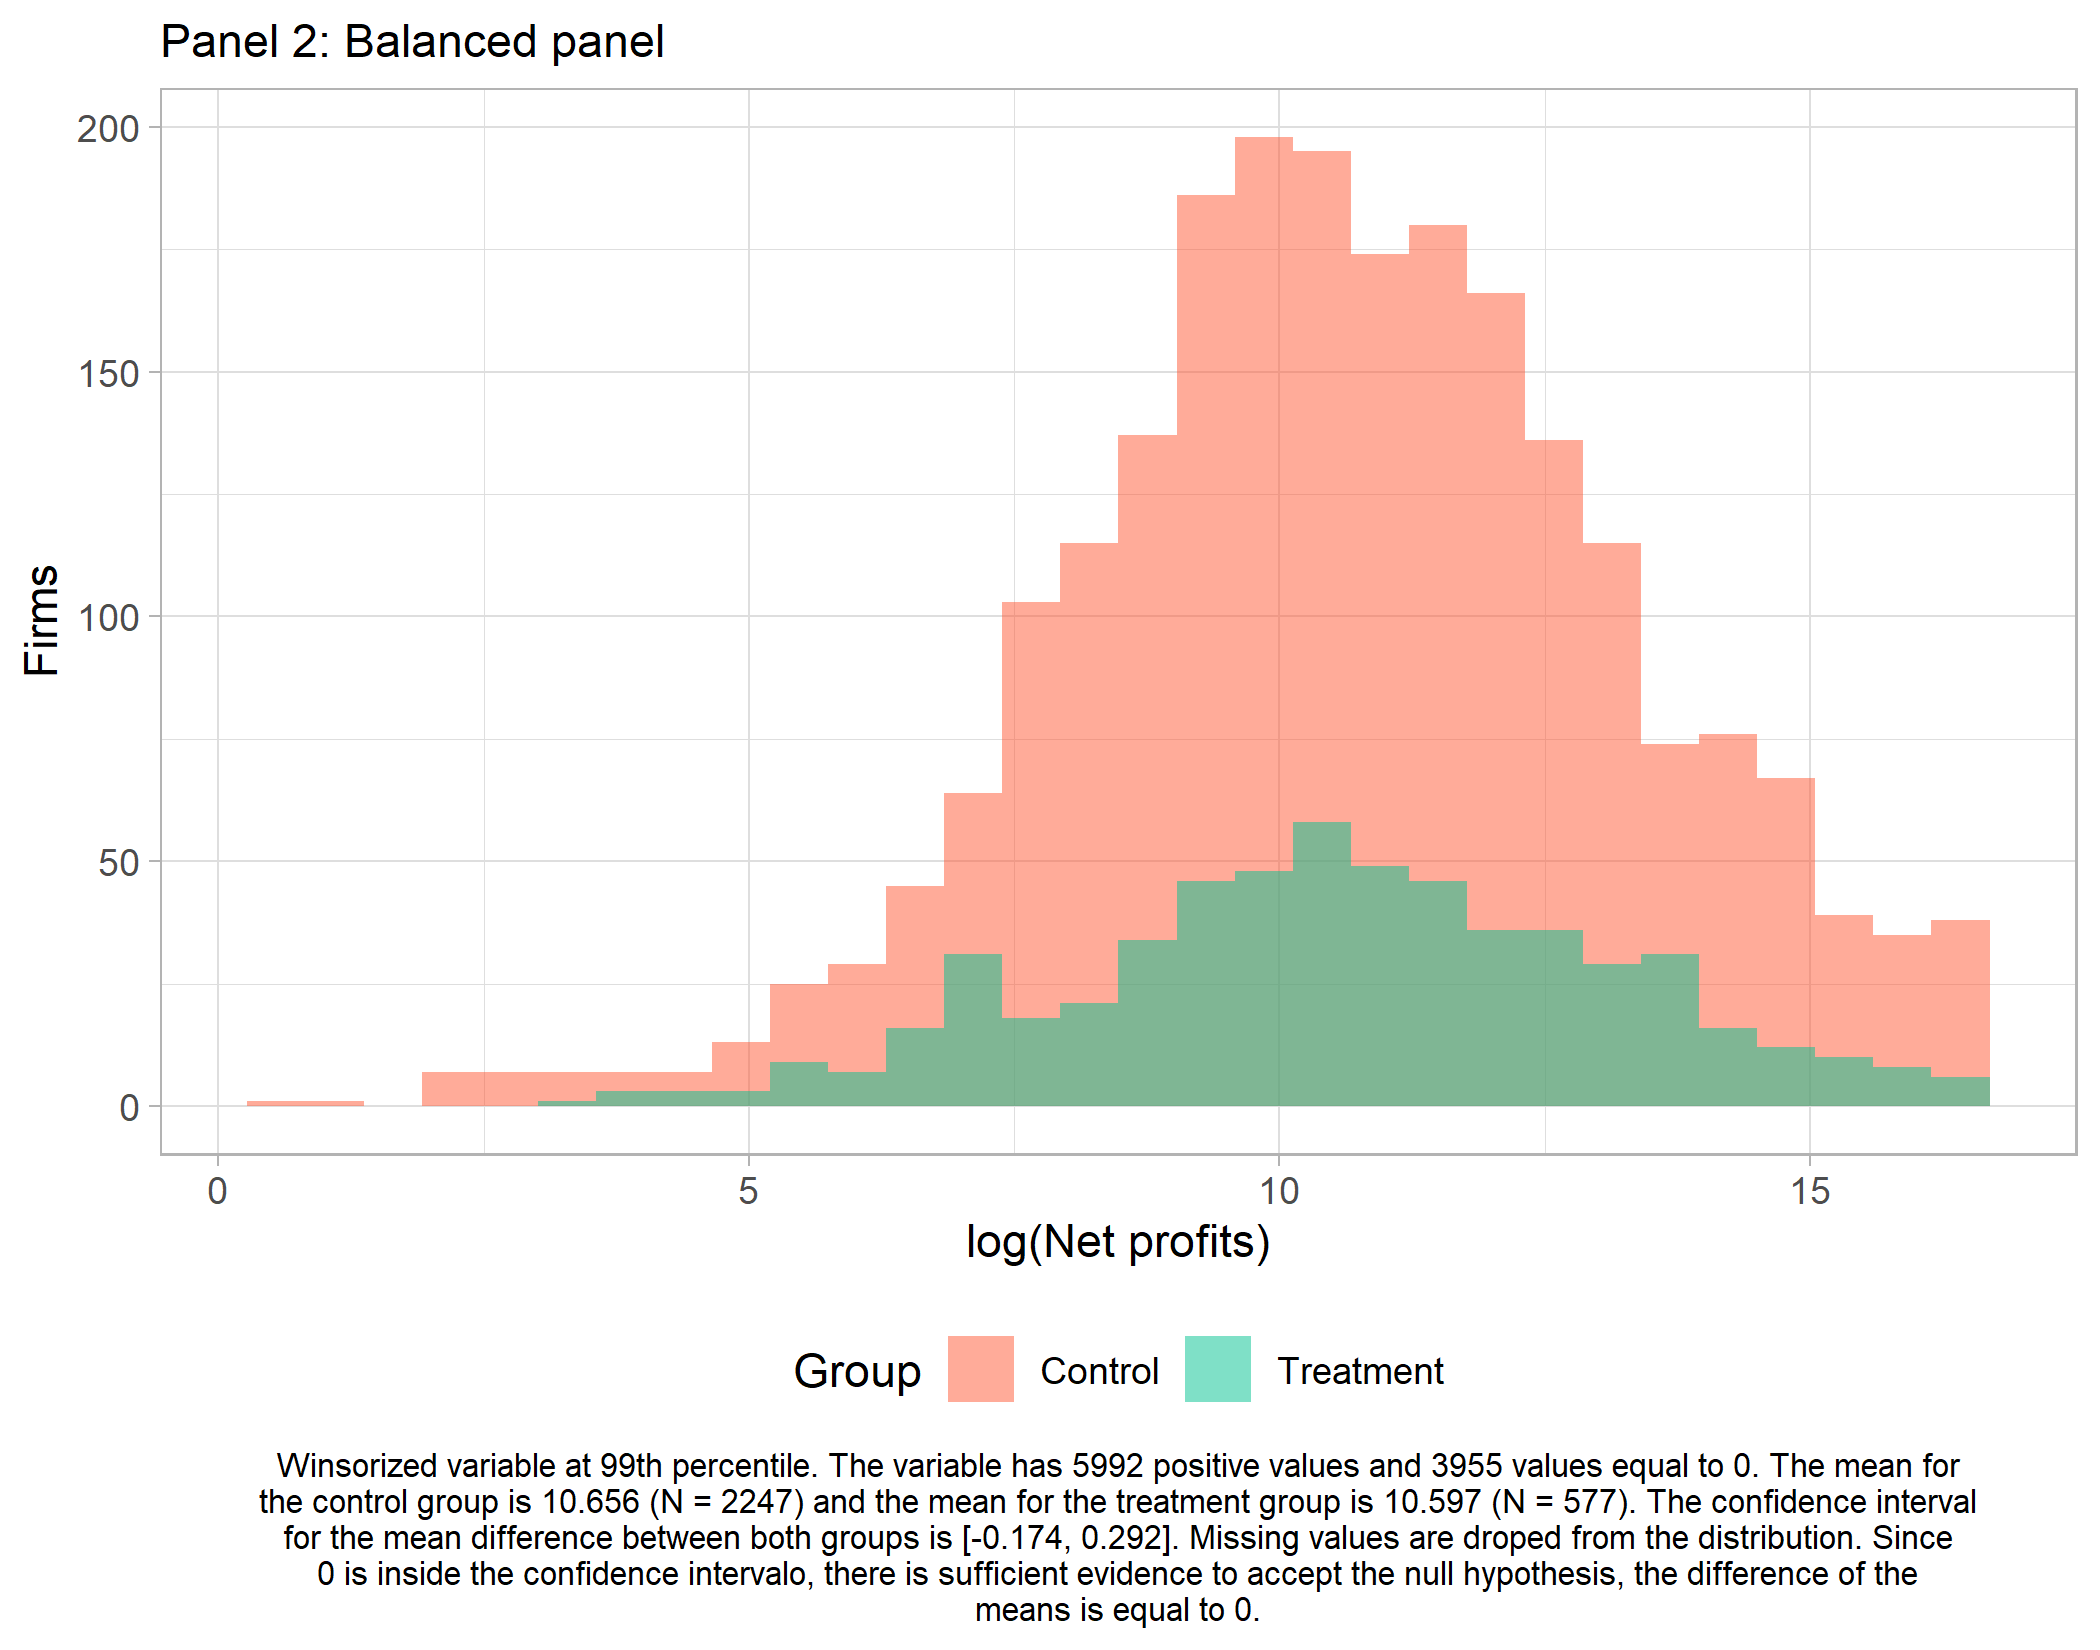 Panel 2: Balanced panel
200
150
100
50
0
Firms
0 5 10 15
log(Net profits)
Group Control Treatment
Winsorized variable at 99th percentile. The variable has 5992 positive values and 3955 values equal to 0. The mean for
the control group is 10.656 (N = 2247) and the mean for the treatment group is 10.597 (N = 577). The confidence interval
for the mean difference between both groups is [-0.174, 0.292]. Missing values are droped from the distribution. Since
0 is inside the confidence intervalo, there is sufficient evidence to accept the null hypothesis, the difference of the
means is equal to 0.